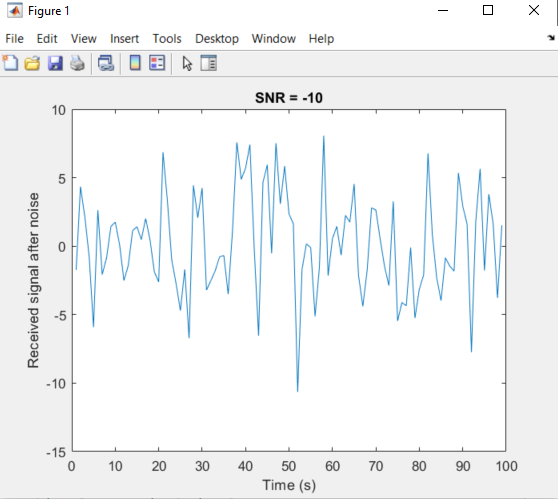 Figure 1
File Edit View Insert Tools Desktop Window Help
SNR = -10
10
5
0
-5
-10
-15
Received signal after noise
0 10 20 30 40 50 60 70 80 90 100
Time (s)